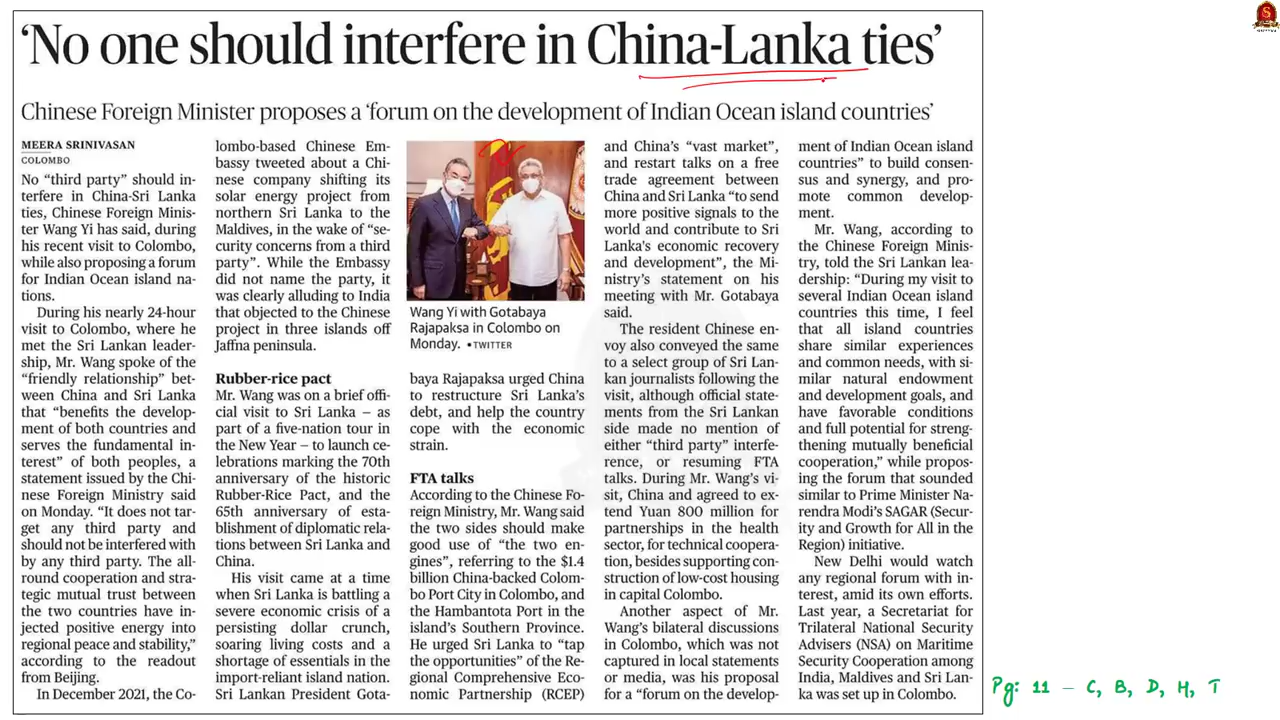 ‘No one should interfere in China-Lanka ties’
Chinese Foreign Minister proposes a ‘forum on the development of Indian Ocean island countries’
MEERA SRINIVASAN
COLOMBO
No “third party” should in-
terfere in China-Sri Lanka
ties, Chinese Foreign Minis-
ter Wang Yi has said, during
his recent visit to Colombo,
while also proposing a forum
for Indian Ocean island na-
tions.
During his nearly 24-hour
visit to Colombo, where he
met the Sri Lankan leader-
ship, Mr. Wang spoke of the
“friendly relationship” bet-
ween China and Sri Lanka
that “benefits the develop-
ment of both countries and
serves the fundamental in-
terest” of both peoples, a
statement issued by the Chi-
nese Foreign Ministry said
on Monday. “It does not tar-
get any third party and
should not be interfered with
by any third party. The all-
round cooperation and stra-
tegic mutual trust between
the two countries have in-
jected positive energy into
regional peace and stability,”
according to the readout
from Beijing.
In December 2021, the Co-
lombo-based Chinese Em-
bassy tweeted about a Chi-
nese company shifting its
solar energy project from
northern Sri Lanka to the
Maldives, in the wake of “se-
curity concerns from a third
party”. While the Embassy
did not name the party, it
was clearly alluding to India
that objected to the Chinese
project in three islands off
Jaffna peninsula.
Rubber-rice pact
Mr. Wang was on a brief offi-
cial visit to Sri Lanka – as
part of a five-nation tour in
the New Year – to launch ce-
lebrations marking the 70th
anniversary of the historic
Rubber-Rice Pact, and the
65th anniversary of esta-
blishment of diplomatic rela-
tions between Sri Lanka and
China.
His visit came at a time
when Sri Lanka is battling a
severe economic crisis of a
persisting dollar crunch,
soaring living costs and a
shortage of essentials in the
import-reliant island nation.
Sri Lankan President Gota-
Wang Yi with Gotabaya
Rajapaksa in Colombo on
Monday. •TWITTER
baya Rajapaksa urged China
to restructure Sri Lanka’s
debt, and help the country
cope with the economic
strain.
FTA talks
According to the Chinese Fo-
reign Ministry, Mr. Wang said
the two sides should make
good use of “the two en-
gines”, referring to the $1.4
billion China-backed Colom-
bo Port City in Colombo, and
the Hambantota Port in the
island’s Southern Province.
He urged Sri Lanka to “tap
the opportunities” of the Re-
gional Comprehensive Eco-
nomic Partnership (RCEP)
and China’s “vast market”,
and restart talks on a free
trade agreement between
China and Sri Lanka “to send
more positive signals to the
world and contribute to Sri
Lanka’s economic recovery
and development”, the Mi-
nistry’s statement on his
meeting with Mr. Gotabaya
said.
The resident Chinese en-
voy also conveyed the same
to a select group of Sri Lan-
kan journalists following the
visit, although official state-
ments from the Sri Lankan
side made no mention of
either “third party” interfe-
rence, or resuming FTA
talks. During Mr. Wang’s vi-
sit, China and agreed to ex-
tend Yuan 800 million for
partnerships in the health
sector, for technical coopera-
tion, besides supporting con-
struction of low-cost housing
in capital Colombo.
Another aspect of Mr.
Wang’s bilateral discussions
in Colombo, which was not
captured in local statements
or media, was his proposal
for a “forum on the develop-
ment of Indian Ocean island
countries” to build consen-
sus and synergy, and pro-
mote common develop-
ment.
Mr. Wang, according to
the Chinese Foreign Minis-
try, told the Sri Lankan lea-
dership: “During my visit to
several Indian Ocean island
countries this time, I feel
that all island countries
share similar experiences
and common needs, with si-
milar natural endowment
and development goals, and
have favorable conditions
and full potential for streng-
thening mutually beneficial
cooperation,” while propos-
ing the forum that sounded
similar to Prime Minister Na-
rendra Modi’s SAGAR (Secur-
ity and Growth for All in the
Region) initiative.
New Delhi would watch
any regional forum with in-
terest, amid its own efforts.
Last year, a Secretariat for
Trilateral National Security
Advisers (NSA) on Maritime
Security Cooperation among
India, Maldives and Sri Lan-
ka was set up in Colombo.
Pg: 11 – C, B, D, H, T